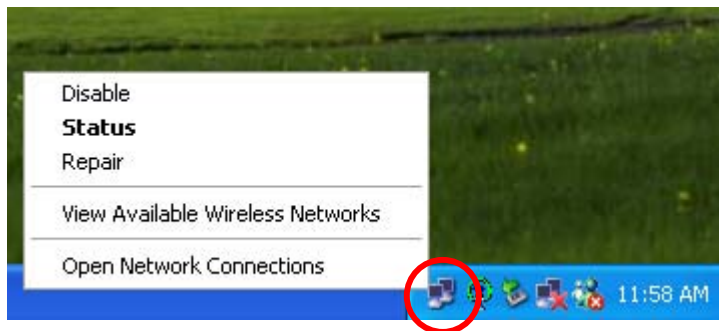 Disable
Status
Repair
View Available Wireless Networks
Open Network Connections
11:58 AM